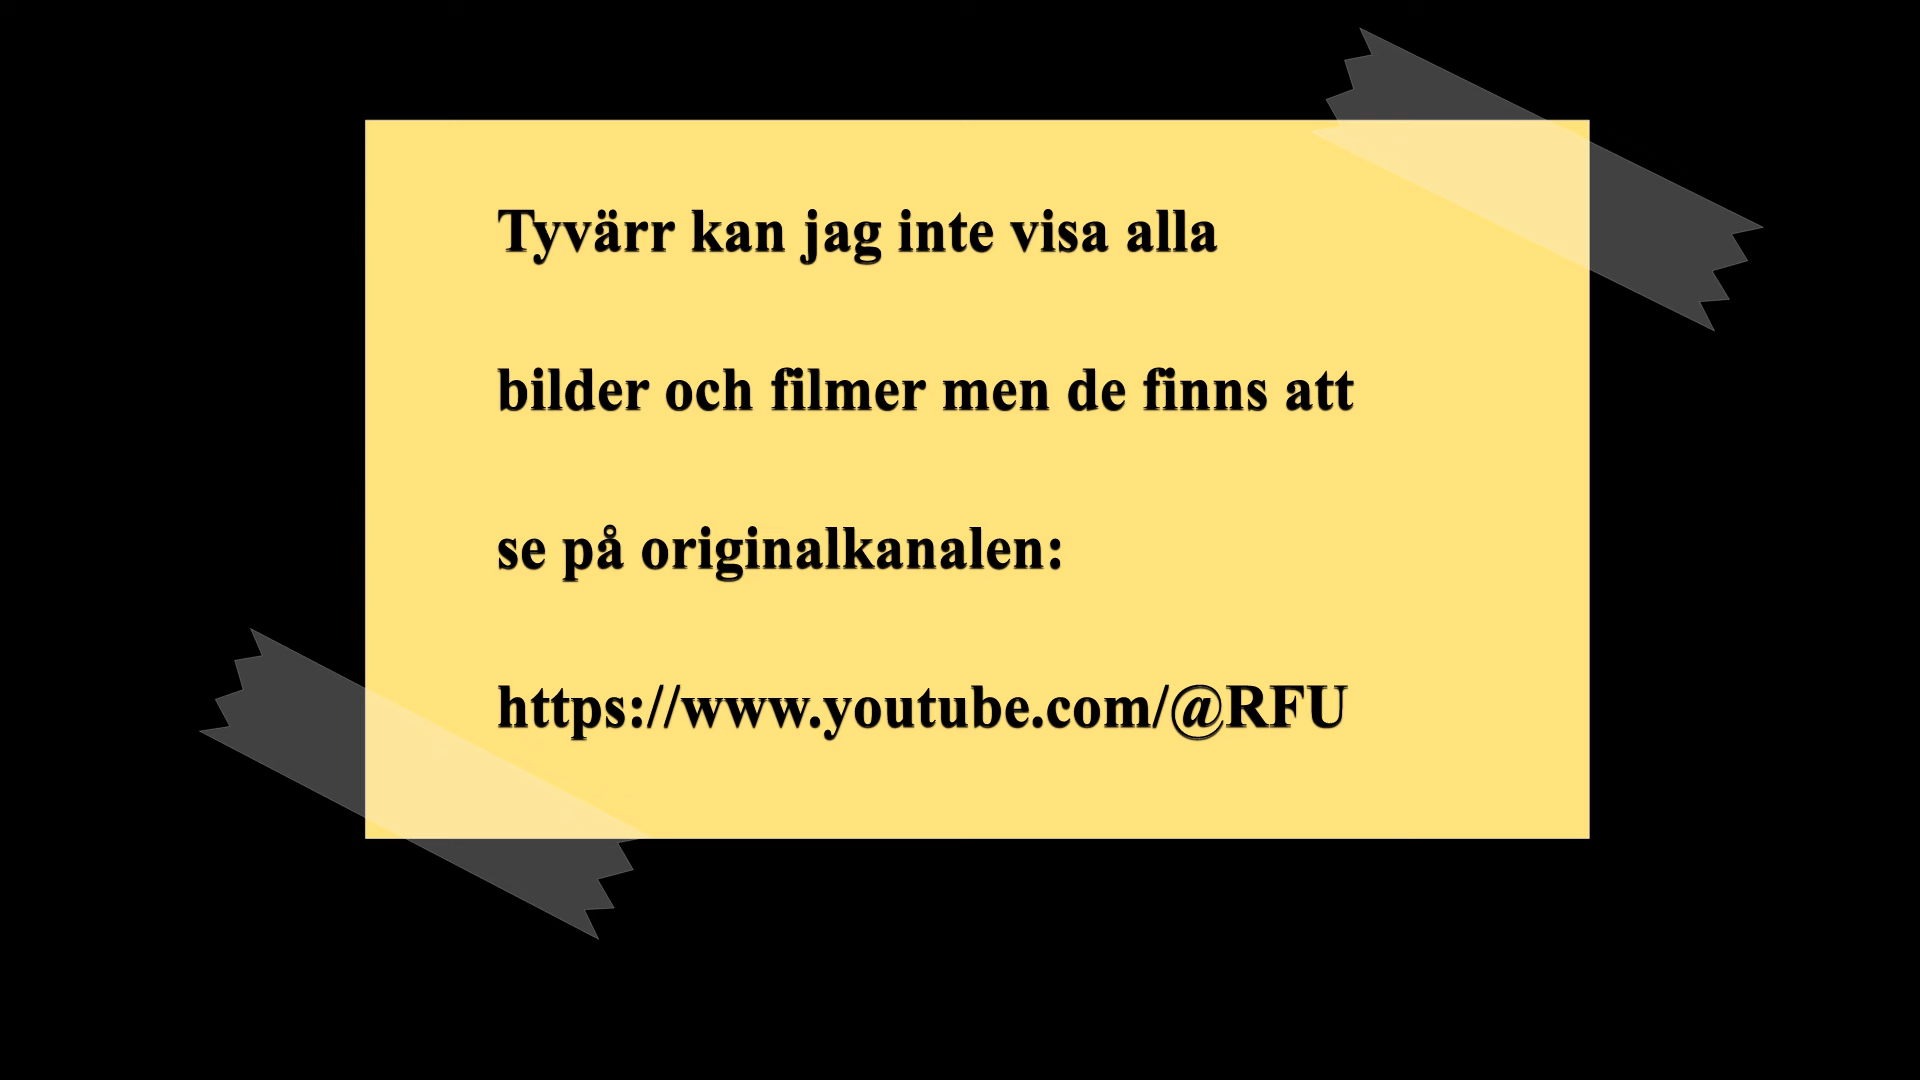 Tyvärr kan jag inte visa alla
bilder och filmer men de finns att
se på originalkanalen:
https://www.youtube.com/@RFU